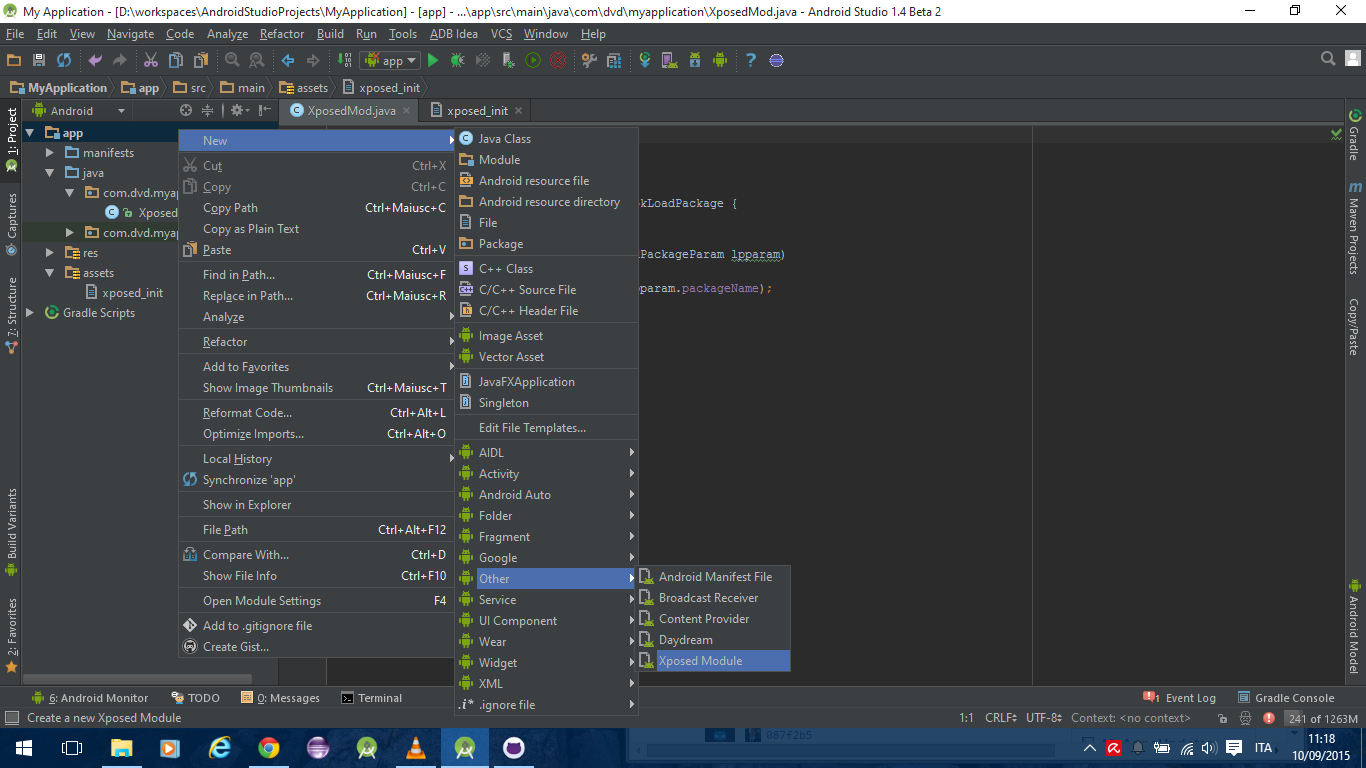 My Application - [D:\workspaces\AndroidStudioProjects\MyApplication] - [app] - ...\app\src\main\java\com\dvd\myapplication\XposedMod.java - Android Studio 1.4 Beta 2
File Edit View Navigate Code Analyze Refactor Build Run Tools ADB Idea VCS Window Help
app
MyApplication app src main assets xposed_init
Android
XposedMod.java
xposed_init
1: Project
Captures
7: Structure
Build Variants
2: Favorites
app
manifests
java
com.dvd.myap
Xposed
com.dvd.myap
res
assets
xposed_init
Gradle Scripts
New
Cut Ctrl+X
Copy Ctrl+C
Copy Path Ctrl+Maiusc+C
Copy as Plain Text
Paste Ctrl+V
Find in Path... Ctrl+Maiusc+F
Replace in Path... Ctrl+Maiusc+R
Analyze
Refactor
Add to Favorites
Show Image Thumbnails Ctrl+Maiusc+T
Reformat Code... Ctrl+Alt+L
Optimize Imports... Ctrl+Alt+O
Local History
Synchronize 'app'
Show in Explorer
File Path Ctrl+Alt+F12
Compare With... Ctrl+D
Show File Info Ctrl+F10
Open Module Settings F4
Add to .gitignore file
Create Gist...
Java Class
Module
Android resource file
Android resource directory
File
Package
C++ Class
C/C++ Source File
C/C++ Header File
Image Asset
Vector Asset
JavaFXApplication
Singleton
Edit File Templates...
AIDL
Activity
Android Auto
Folder
Fragment
Google
Other
Service
UI Component
Wear
Widget
XML
.ignore file
Android Manifest File
Broadcast Receiver
Content Provider
Daydream
Xposed Module
kLoadPackage {
PackageParam lpparam)
param.packageName);
Gradle
Maven Projects
Copy/Paste
Android Model
6: Android Monitor TODO 0: Messages Terminal
1 Event Log Gradle Console
Create a new Xposed Module
1:1 CRLF UTF-8 Context: <no context> 241 of 1263M
087f2b5
ITA
11:18
10/09/2015